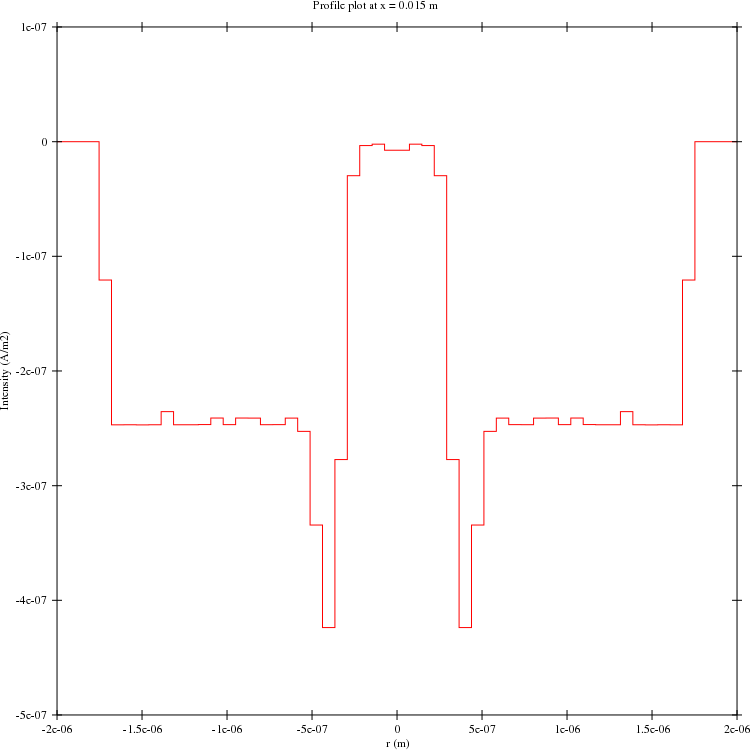 Profile plot at x = 0.015 m
1e-07
0
-1e-07
-2e-07
-3e-07
-4e-07
-5e-07
Intensity (A/m2)
-2e-06
-1.5e-06
-1e-06
-5e-07
0
5e-07
1e-06
1.5e-06
2e-06
r (m)